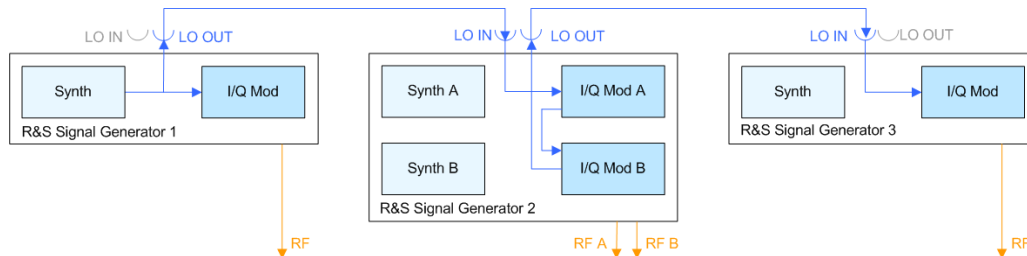 LO IN LO OUT
Synth
I/Q Mod
R&S Signal Generator 1
RF
LO IN LO OUT
Synth A
I/Q Mod A
Synth B
I/Q Mod B
R&S Signal Generator 2
RF A RF B
LO IN LO OUT
Synth
I/Q Mod
R&S Signal Generator 3
RF